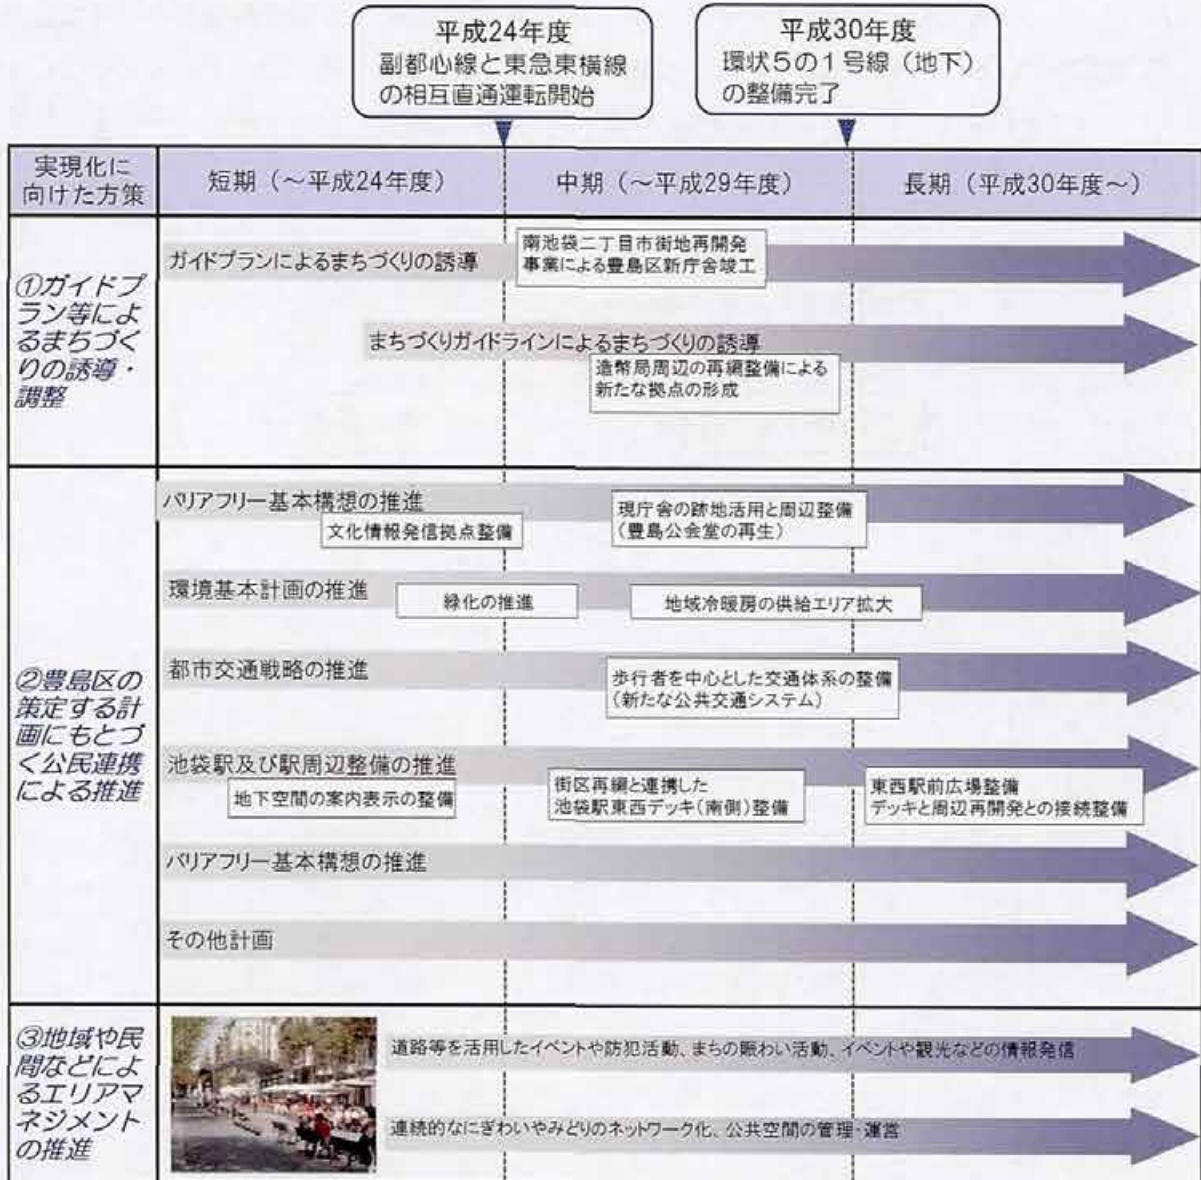 平成24年度
副都心線と東急東横線
の相互直通運転開始
平成30年度
環状5の1号線（地下）
の整備完了
実現化に
向けた方策
短期（～平成24年度）
中期（～平成29年度）
長期（平成30年度～）
①ガイドプ
ラン等によ
るまちづく
りの誘導・
調整
ガイドプランによるまちづくりの誘導
南池袋二丁目市街地再開発
事業による豊島区新庁舎竣工
まちづくりガイドラインによるまちづくりの誘導
造幣局周辺の再編整備による
新たな拠点の形成
②豊島区の
策定する計
画にもとづ
く公民連携
による推進
バリアフリー基本構想の推進
文化情報発信拠点整備
現庁舎の跡地活用と周辺整備
（豊島公会堂の再生）
環境基本計画の推進
緑化の推進
地域冷暖房の供給エリア拡大
都市交通戦略の推進
歩行者を中心とした交通体系の整備
（新たな公共交通システム）
池袋駅及び駅周辺整備の推進
地下空間の案内表示の整備
街区再編と連携した
池袋駅東西デッキ（南側）整備
東西駅前広場整備
デッキと周辺再開発との接続整備
バリアフリー基本構想の推進
その他計画
③地域や民
間などによ
るエリアマ
ネジメント
の推進
道路等を活用したイベントや防犯活動、まちの賑わい活動、イベントや観光などの情報発信
連続的なにぎわいやみどりのネットワーク化、公共空間の管理・運営